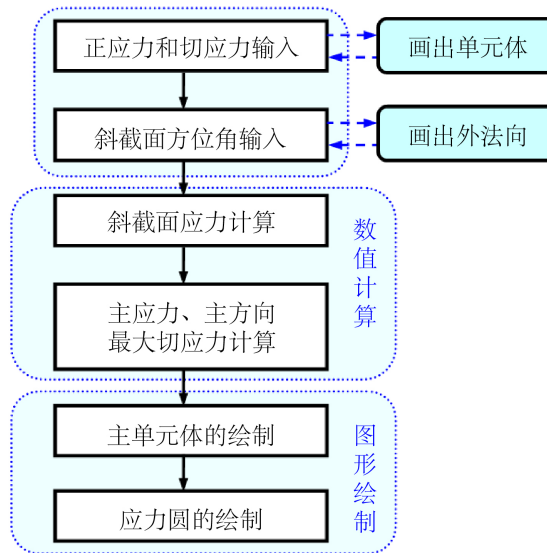 正应力和切应力输入
画出单元体
斜截面方位角输入
画出外法向
斜截面应力计算
数值计算
主应力、主方向
最大切应力计算
主单元体的绘制
图形绘制
应力圆的绘制